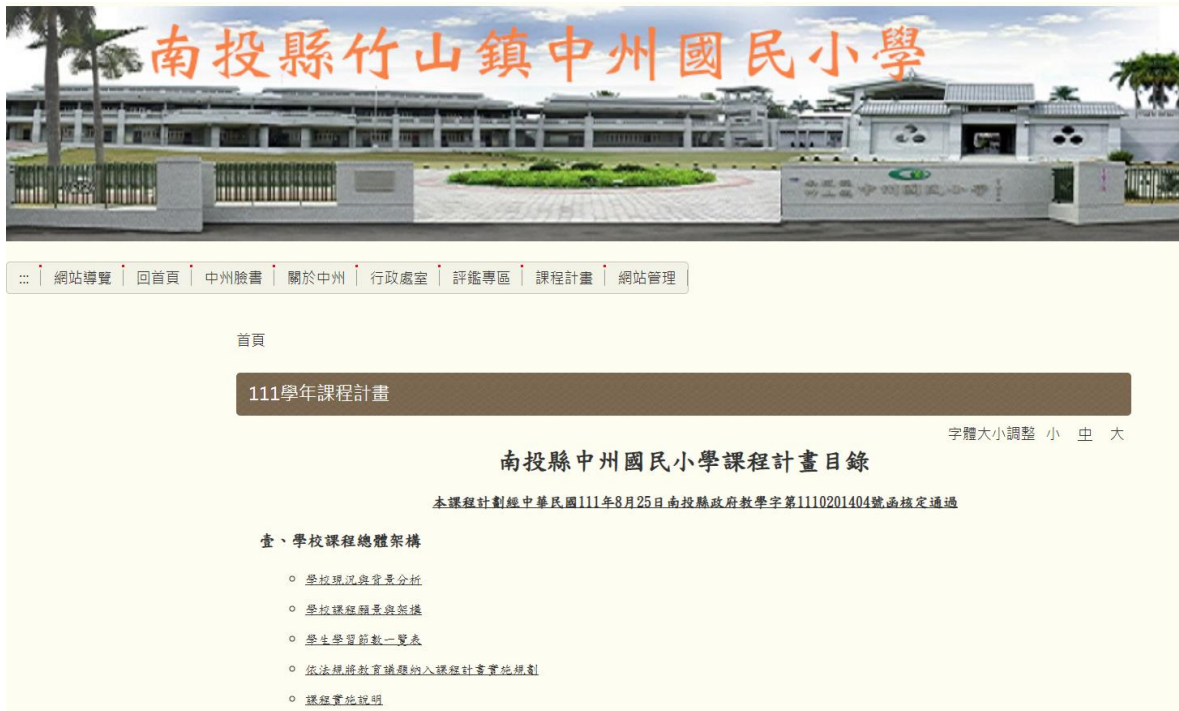 南投縣竹山鎮中州國民小學
中州國民小學
::: 網站導覽 回首頁 中州臉書 關於中州 行政處室 評鑑專區 課程計畫 網站管理
首頁
111學年課程計畫
字體大小調整 小 中 大
南投縣中州國民小學課程計畫目錄
本課程計劃經中華民國111年8月25日南投縣政府教學字第1110201404號函核定通過
壹、學校課程總體架構
學校現況與背景分析
學校課程願景與架構
學生學習節數一覽表
依法規將教育議題納入課程計畫實施規劃
課程實施說明